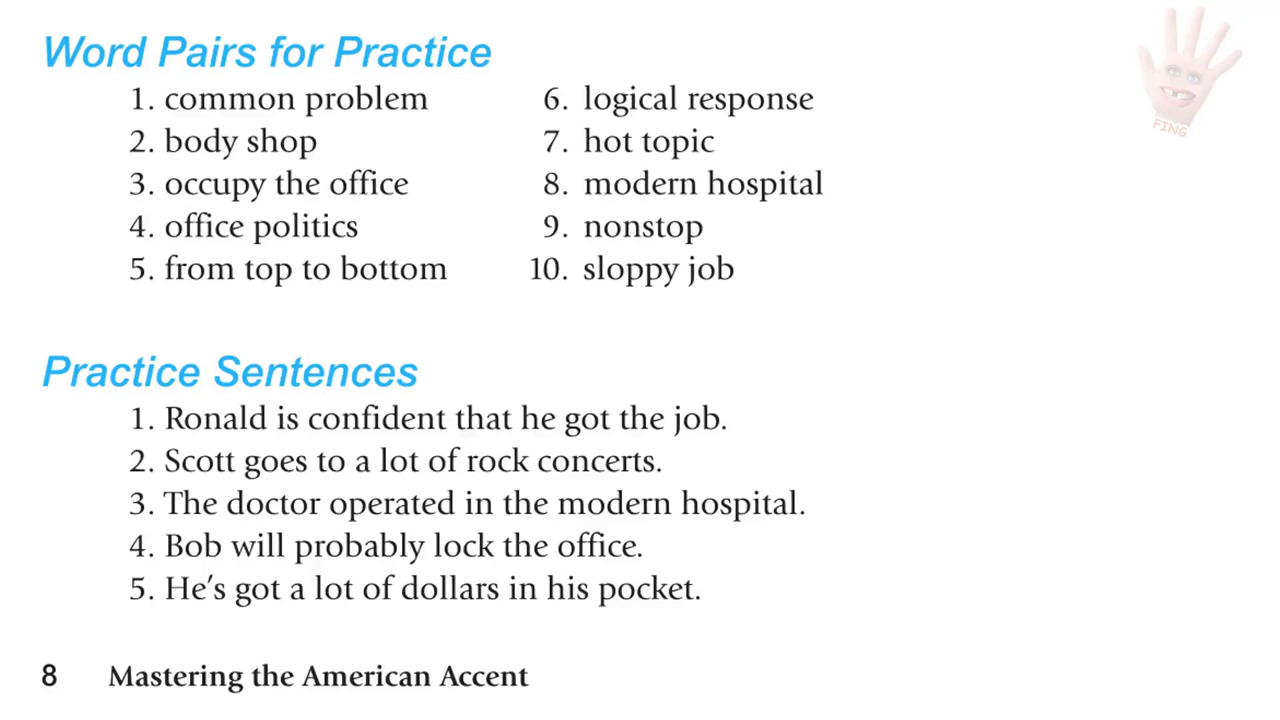 Word Pairs for Practice
1. common problem
2. body shop
3. occupy the office
4. office politics
5. from top to bottom
6. logical response
7. hot topic
8. modern hospital
9. nonstop
10. sloppy job
FING
Practice Sentences
1. Ronald is confident that he got the job.
2. Scott goes to a lot of rock concerts.
3. The doctor operated in the modern hospital.
4. Bob will probably lock the office.
5. He’s got a lot of dollars in his pocket.
8 Mastering the American Accent